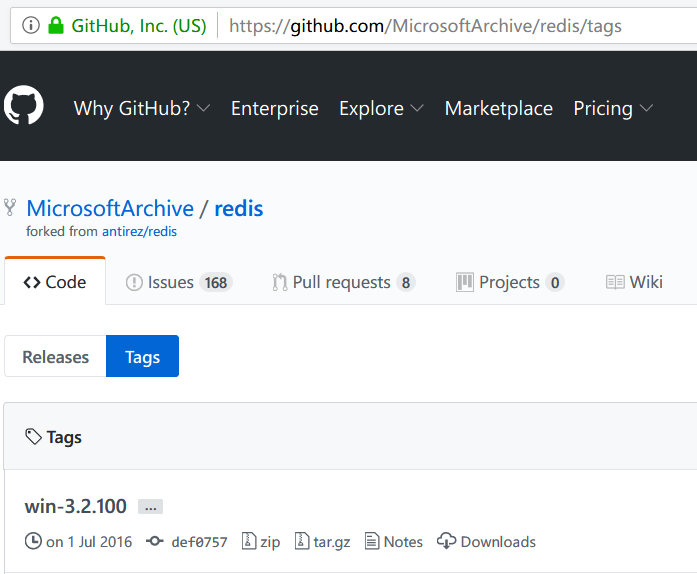 GitHub, Inc. (US) https://github.com/MicrosoftArchive/redis/tags
Why GitHub? Enterprise Explore Marketplace Pricing
MicrosoftArchive / redis
forked from antirez/redis
<> Code Issues 168 Pull requests 8 Projects 0 Wiki
Releases Tags
Tags
win-3.2.100 ...
on 1 Jul 2016 def0757 zip tar.gz Notes Downloads